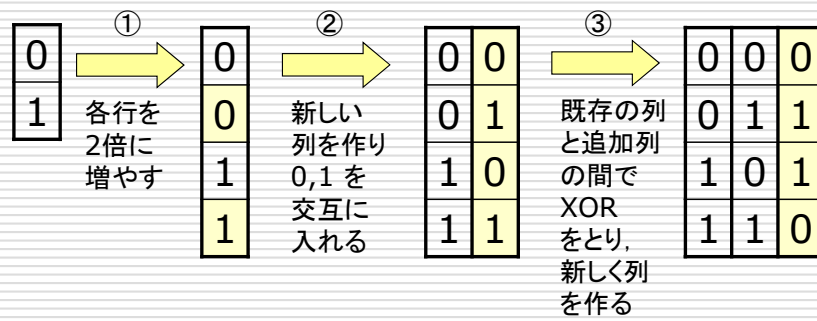 ①
②
③
0
1
各行を
2倍に
増やす
0
0
1
1
新しい
列を作り
0,1 を
交互に
入れる
0 0
0 1
1 0
1 1
既存の列
と追加列
の間で
XOR
をとり,
新しく列
を作る
0 0 0
0 1 1
1 0 1
1 1 0